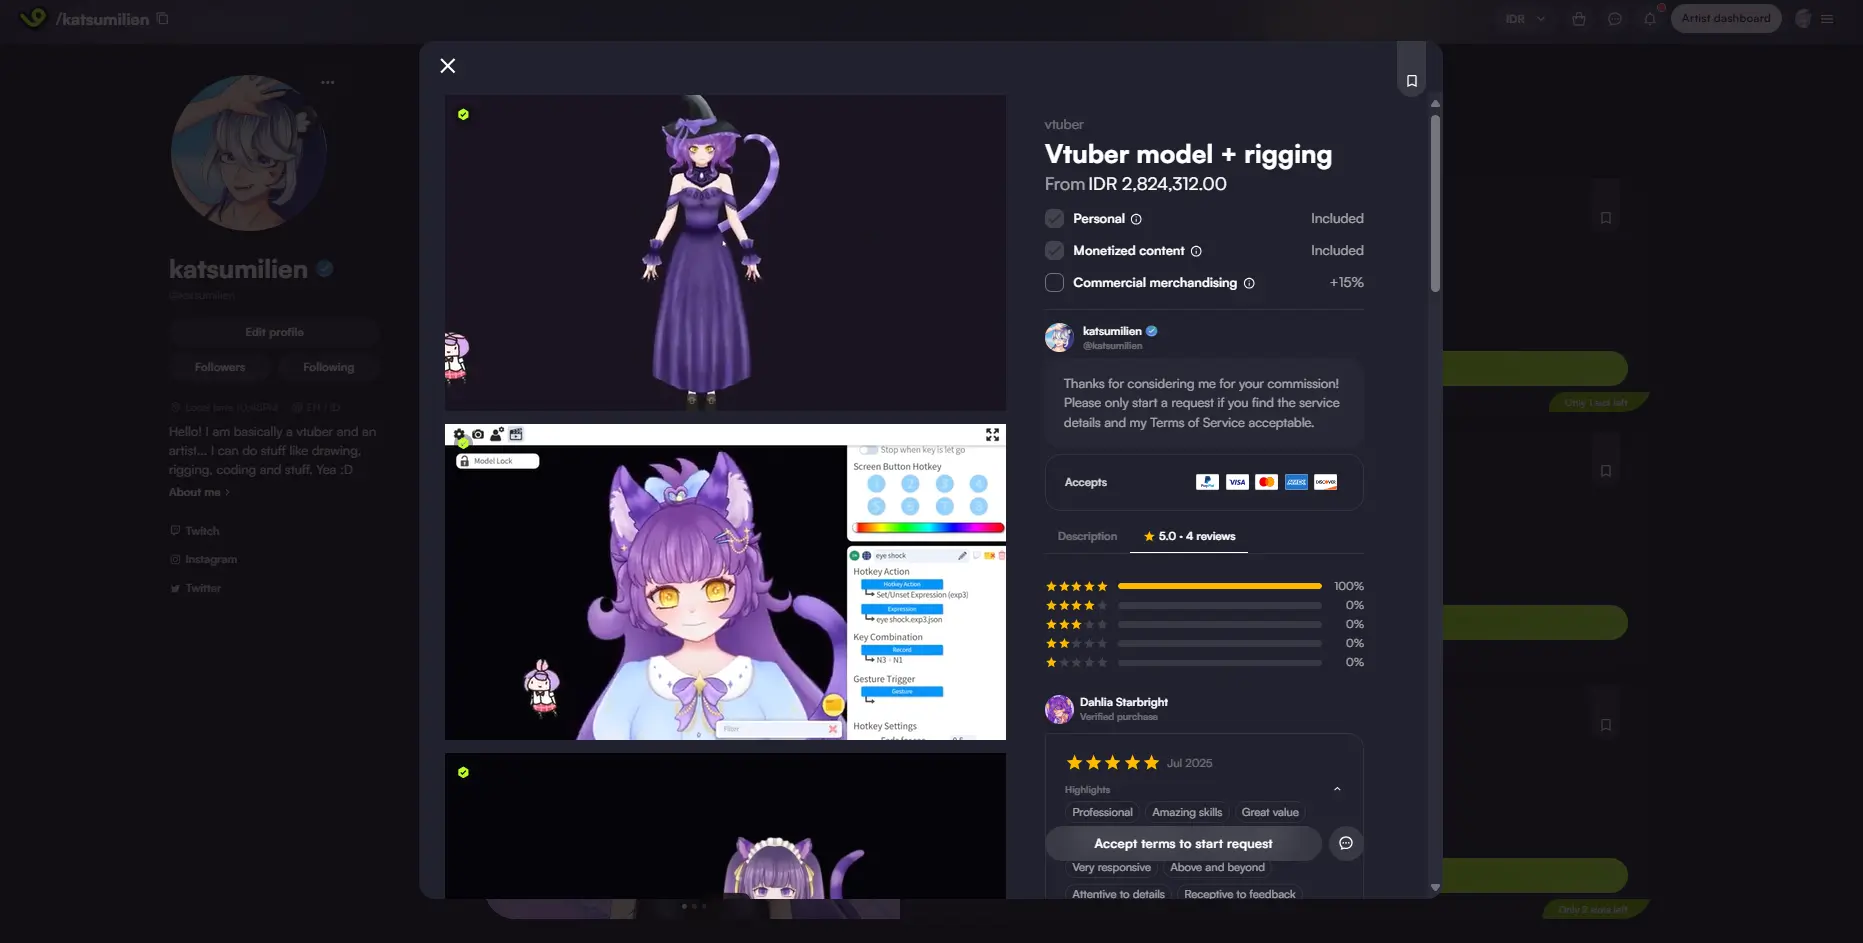 /katsumilien
IDR
Artist dashboard
katsumilien
@katsumilien
Edit profile
Followers
Following
EN / ID
Hello! I am basically a vtuber and an
artist... I can do stuff like drawing,
rigging, coding and stuff. Yea :D
About me
Twitch
Instagram
Twitter
Model Lock
Stop when key is let go
Screen Button Hotkey
eye shock
Hotkey Action
Hotkey Action
Set/Unset Expression (exp3)
Expression
eye shock.exp3.json
Key Combination
Record
N3 + N1
Gesture Trigger
Gesture
Hotkey Settings
Filter
vtuber
Vtuber model + rigging
From IDR 2,824,312.00
Personal Included
Monetized content Included
Commercial merchandising +15%
katsumilien
@katsumilien
Thanks for considering me for your commission!
Please only start a request if you find the service
details and my Terms of Service acceptable.
Accepts PayPal VISA DISCOVER
Description 5.0 - 4 reviews
100%
0%
0%
0%
0%
Dahlia Starbright
Verified purchase
Jul 2025
Highlights
Professional Amazing skills Great value
Accept terms to start request
Very responsive Above and beyond
Attentive to details Receptive to feedback
Only 1 slot left